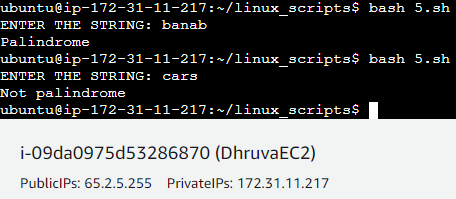 ubuntu@ip-172-31-11-217:~/linux_scripts$ bash 5.sh
ENTER THE STRING: banab
Palindrome
ubuntu@ip-172-31-11-217:~/linux_scripts$ bash 5.sh
ENTER THE STRING: cars
Not palindrome
ubuntu@ip-172-31-11-217:~/linux_scripts$
i-09da0975d53286870 (DhruvaEC2)
PublicIPs: 65.2.5.255 PrivateIPs: 172.31.11.217